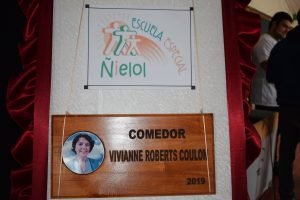 ESCUELA ESPECIAL
Ñielol
COMEDOR
VIVIANNE ROBERTS COULON
2019